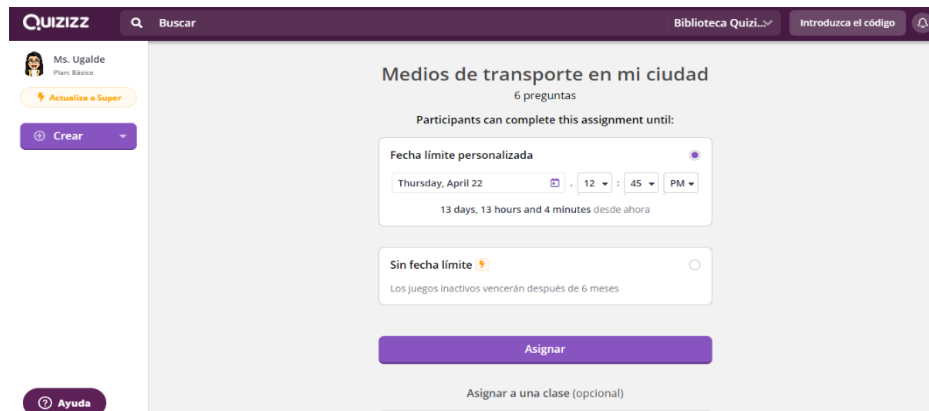 QUIZIZZ
Buscar
Biblioteca Quizi...
Introduzca el código
Ms. Ugalde
Plan: Básico
Actualiza a Super
Crear
Medios de transporte en mi ciudad
6 preguntas
Participants can complete this assignment until:
Fecha límite personalizada
Thursday, April 22 . 12 : 45 PM
13 days, 13 hours and 4 minutes desde ahora
Sin fecha límite
Los juegos inactivos vencerán después de 6 meses
Asignar
Asignar a una clase (opcional)
Ayuda